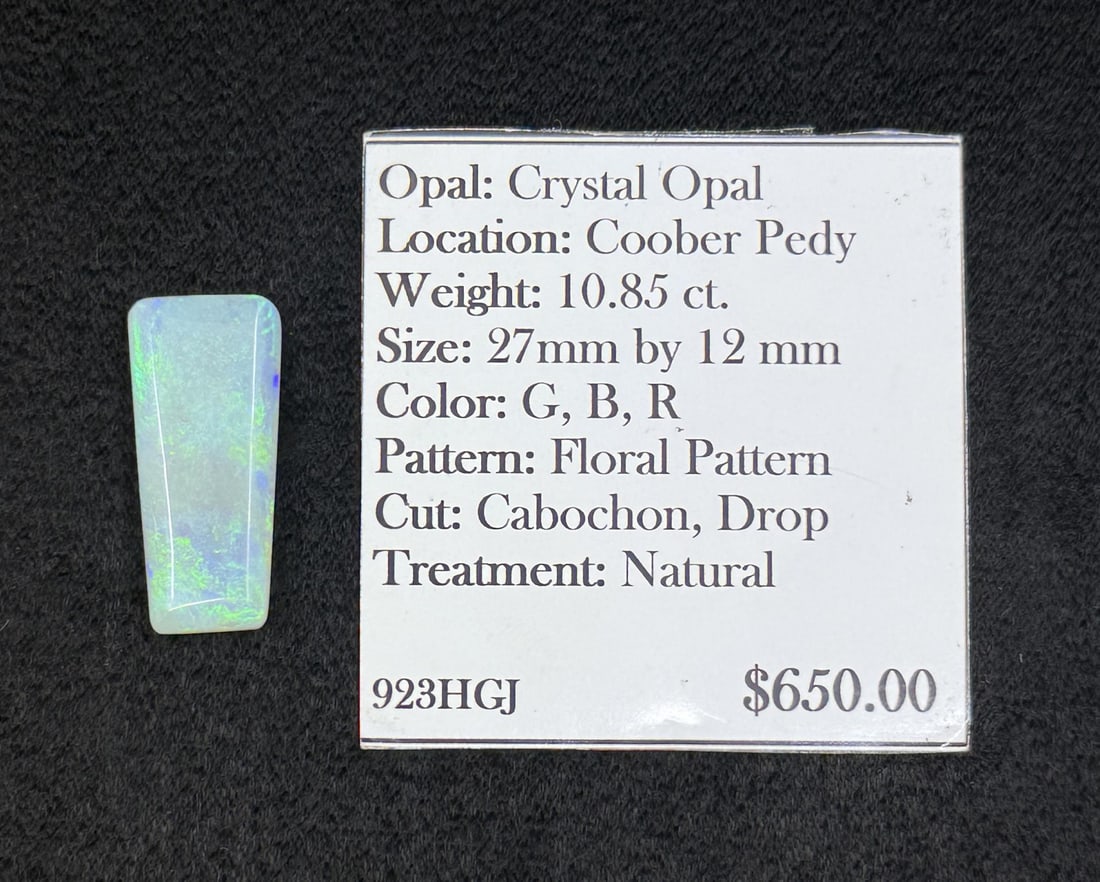 Opal: Crystal Opal
Location: Coober Pedy
Weight: 10.85 ct.
Size: 27mm by 12 mm
Color: G, B, R
Pattern: Floral Pattern
Cut: Cabochon, Drop
Treatment: Natural
923HGJ $650.00